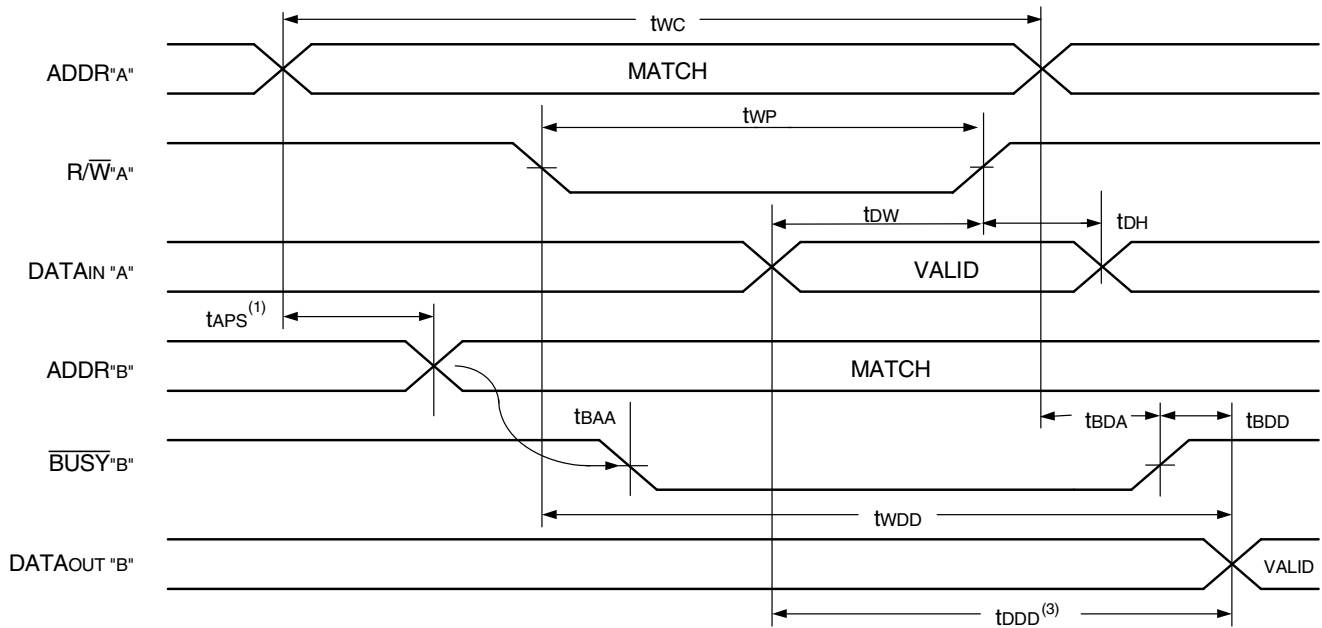 tWC
ADDR"A"
MATCH
tWP
R/W̅"A"
tDW
tDH
DATAIN "A"
VALID
tAPS(1)
ADDR"B"
MATCH
tBAA
tBDA
tBDD
B̅U̅S̅Y̅"B"
tWDD
DATAOUT "B"
VALID
tDDD(3)